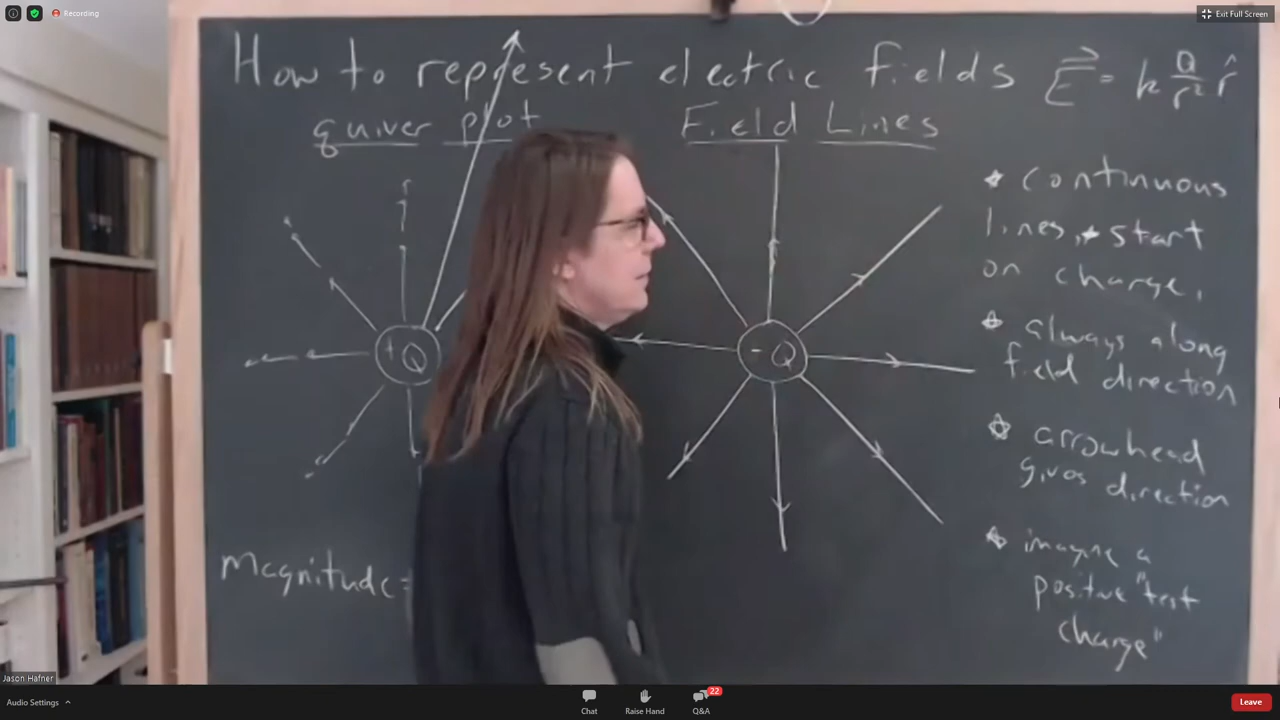 Recording
Exit Full Screen
How to represent electric fields E = k Q/r² r̂
quiver plot
Field Lines
+Q
-Q
Magnitude=
* continuous
lines, * start
on charge,
* always along
field direction
* arrowhead
gives direction
* imagine a
positive "test
charge"
Jason Hafner
Audio Settings
Chat
Raise Hand
22
Q&A
Leave